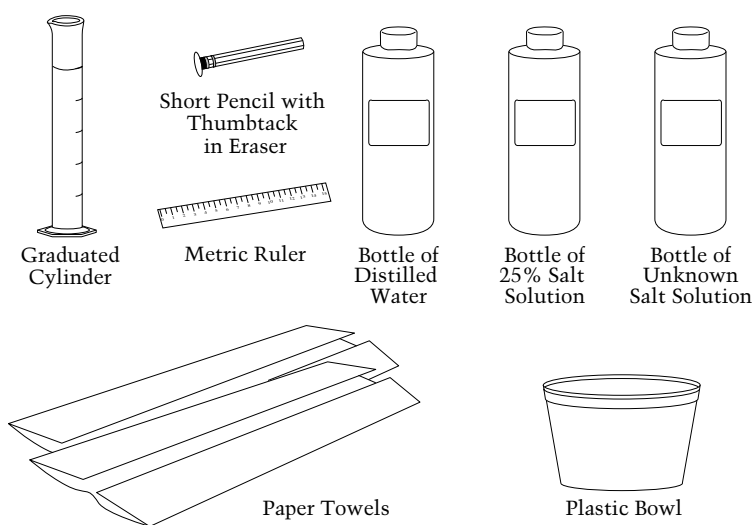 Short Pencil with
Thumbtack
in Eraser
Graduated
Cylinder
Metric Ruler
Bottle of
Distilled
Water
Bottle of
25% Salt
Solution
Bottle of
Unknown
Salt Solution
Paper Towels
Plastic Bowl